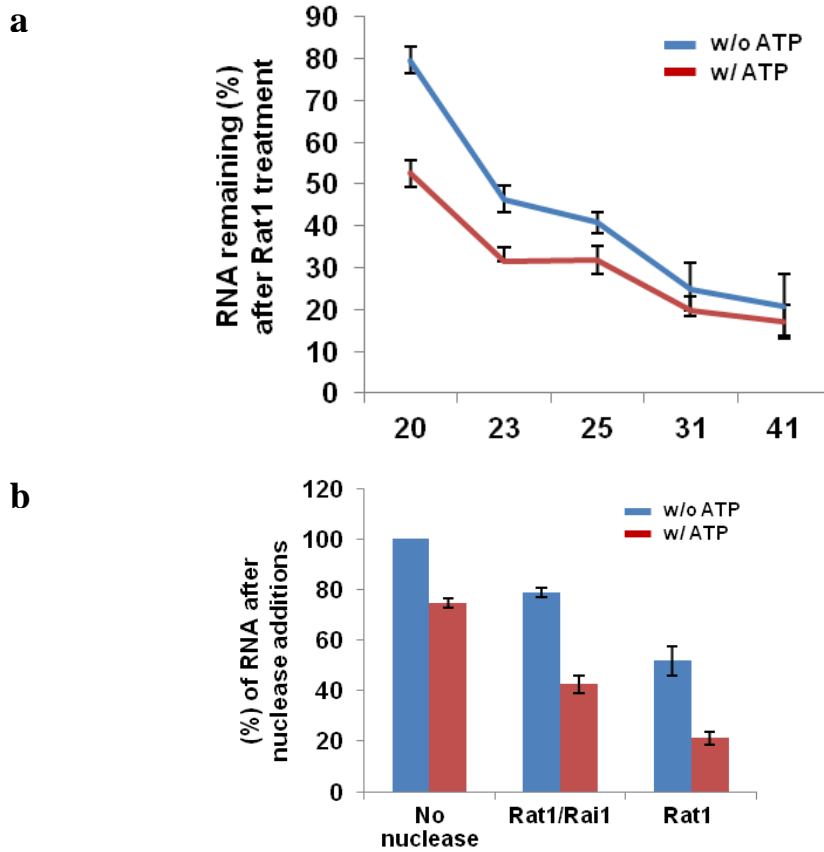 a
RNA remaining (%)
after Rat1 treatment
90
80
70
60
50
40
30
20
10
0
w/o ATP
w/ ATP
20 23 25 31 41
b
(%) of RNA after
nuclease additions
120
100
80
60
40
20
0
w/o ATP
w/ ATP
No
nuclease
Rat1/Rai1
Rat1